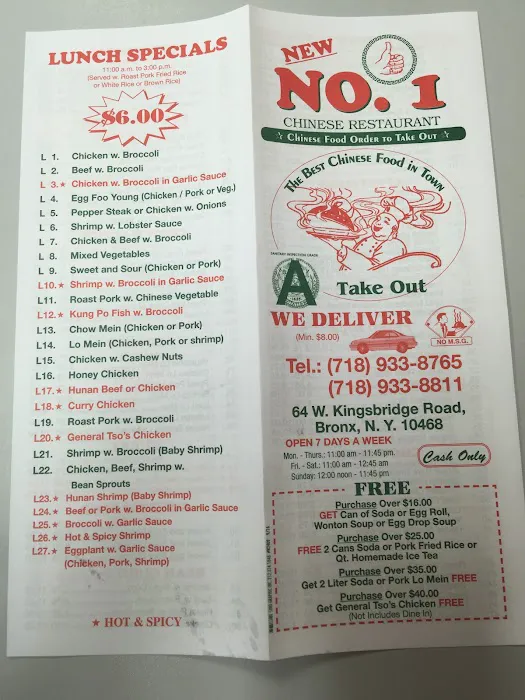 LUNCH SPECIALS
11:00 a.m. to 3:00 p.m.
(Served w. Roast Pork Fried Rice
or White Rice or Brown Rice)
$6.00
L 1. Chicken w. Broccoli
L 2. Beef w. Broccoli
L 3.★ Chicken w. Broccoli in Garlic Sauce
L 4. Egg Foo Young (Chicken / Pork or Veg.)
L 5. Pepper Steak or Chicken w. Onions
L 6. Shrimp w. Lobster Sauce
L 7. Chicken & Beef w. Broccoli
L 8. Mixed Vegetables
L 9. Sweet and Sour (Chicken or Pork)
L10.★ Shrimp w. Broccoli in Garlic Sauce
L11. Roast Pork w. Chinese Vegetable
L12.★ Kung Po Fish w. Broccoli
L13. Chow Mein (Chicken or Pork)
L14. Lo Mein (Chicken, Pork or shrimp)
L15. Chicken w. Cashew Nuts
L16. Honey Chicken
L17.★ Hunan Beef or Chicken
L18.★ Curry Chicken
L19. Roast Pork w. Broccoli
L20.★ General Tso's Chicken
L21. Shrimp w. Broccoli (Baby Shrimp)
L22. Chicken, Beef, Shrimp w.
Bean Sprouts
L23.★ Hunan Shrimp (Baby Shrimp)
L24.★ Beef or Pork w. Broccoli in Garlic Sauce
L25.★ Broccoli w. Garlic Sauce
L26.★ Hot & Spicy Shrimp
L27.★ Eggplant w. Garlic Sauce
(Chicken, Pork, Shrimp)
★ HOT & SPICY
NEW
NO. 1
CHINESE RESTAURANT
☆ Chinese Food Order to Take Out ☆
The Best Chinese Food in Town
SANITARY INSPECTION GRADE
A
Take Out
WE DELIVER
(Min. $8.00)
NO M.S.G.
Tel.: (718) 933-8765
(718) 933-8811
64 W. Kingsbridge Road,
Bronx, N. Y. 10468
OPEN 7 DAYS A WEEK
Mon. - Thurs.: 11:00 am - 11:45 pm
Fri. - Sat.: 11:00 am - 12:45 am
Sunday: 12:00 noon - 11:45 pm
Cash Only
FREE
Purchase Over $16.00
GET Can of Soda or Egg Roll,
Wonton Soup or Egg Drop Soup
Purchase Over $25.00
FREE 2 Cans Soda or Pork Fried Rice or
Qt. Homemade Ice Tea
Purchase Over $35.00
Get 2 Liter Soda or Pork Lo Mein FREE
Purchase Over $40.00
Get General Tso's Chicken FREE
(Not Includes Dine In)